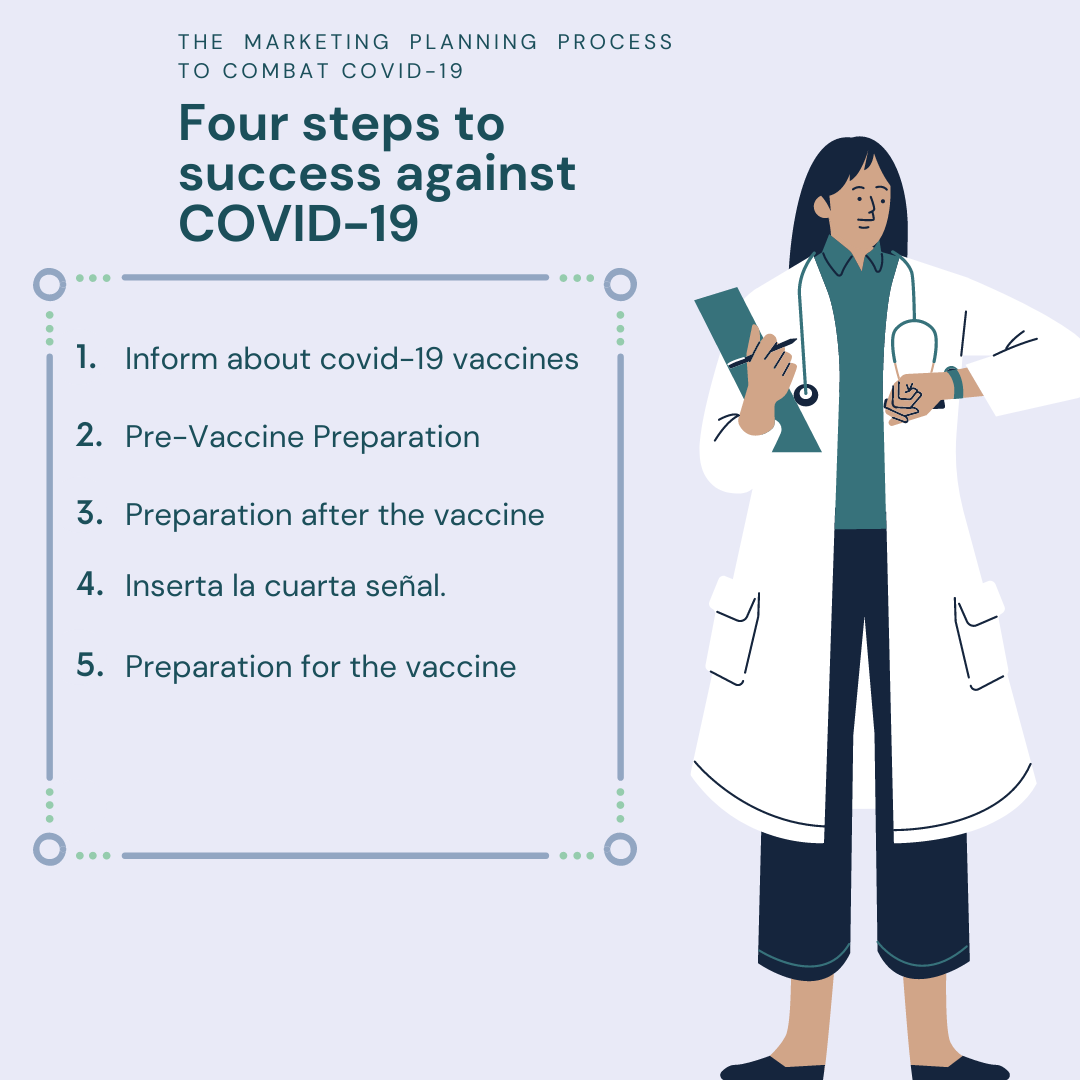 THE MARKETING PLANNING PROCESS
TO COMBAT COVID-19
Four steps to
success against
COVID-19
1. Inform about covid-19 vaccines
2. Pre-Vaccine Preparation
3. Preparation after the vaccine
4. Inserta la cuarta señal.
5. Preparation for the vaccine